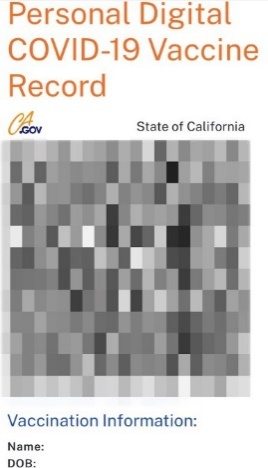 Personal Digital
COVID-19 Vaccine
Record
CA.GOV
State of California
Vaccination Information:
Name:
DOB: